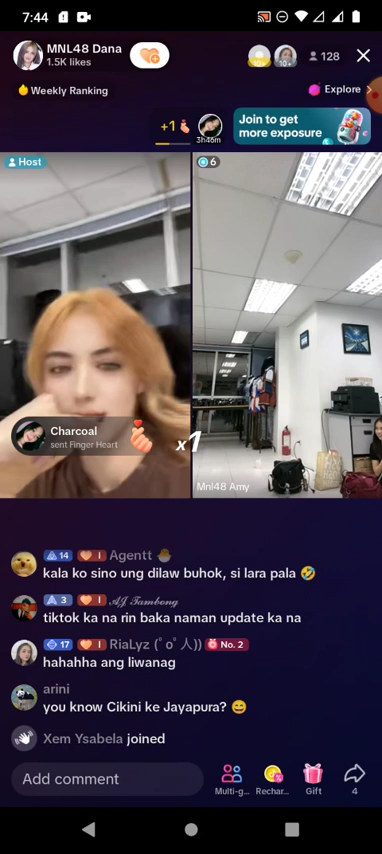 7:44
MNL48 Dana
1.5K likes
10+
128
Weekly Ranking
Explore
+1
3h46m
Join to get
more exposure
Host
6
Charcoal
sent Finger Heart
x1
Mnl48 Amy
14 I Agentt
kala ko sino ung dilaw buhok, si lara pala 🤣
3 I 𝒜𝒥 𝒯𝒶𝓂𝒷𝑜𝓃𝑔
tiktok ka na rin baka naman update ka na
17 I RiaLyz (ﾟoﾟ人)) No. 2
hahahha ang liwanag
arini
you know Cikini ke Jayapura? 😄
Xem Ysabela joined
Add comment
Multi-g...
Rechar...
Gift
4